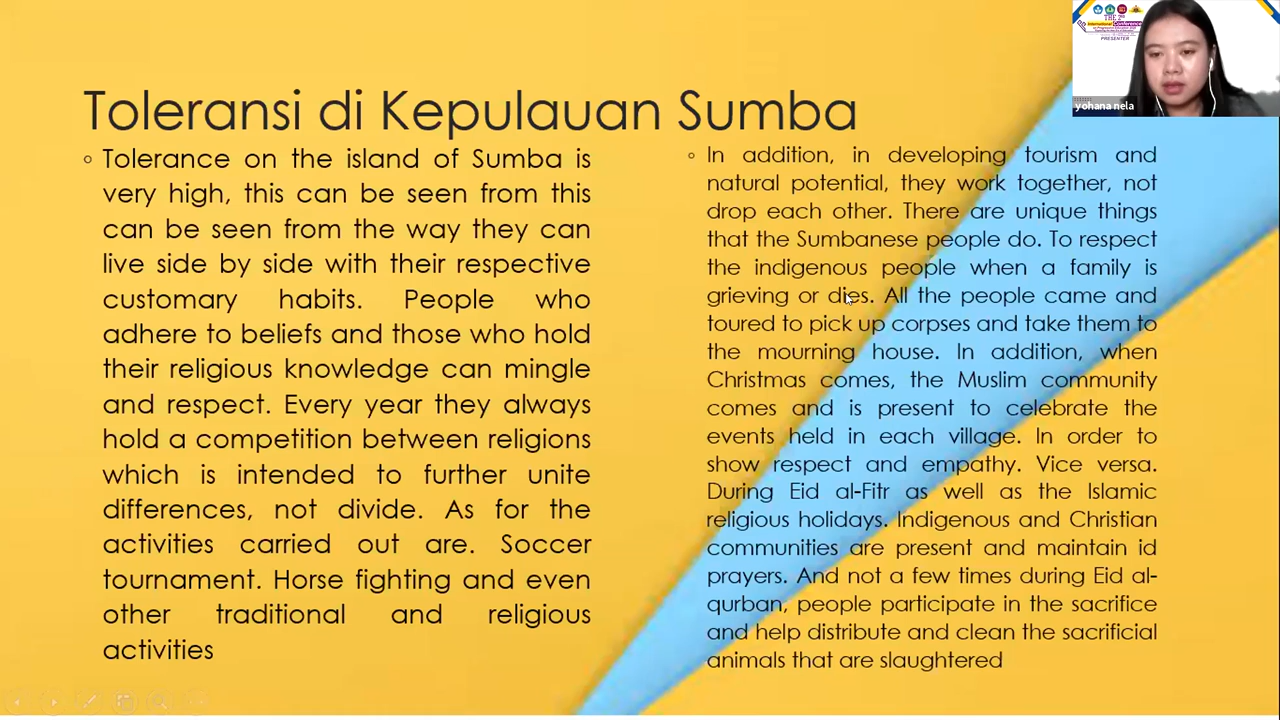 Toleransi di Kepulauan Sumba
◦ Tolerance on the island of Sumba is
very high, this can be seen from this
can be seen from the way they can
live side by side with their respective
customary habits. People who
adhere to beliefs and those who hold
their religious knowledge can mingle
and respect. Every year they always
hold a competition between religions
which is intended to further unite
differences, not divide. As for the
activities carried out are. Soccer
tournament. Horse fighting and even
other traditional and religious
activities
◦ In addition, in developing tourism and
natural potential, they work together, not
drop each other. There are unique things
that the Sumbanese people do. To respect
the indigenous people when a family is
grieving or dies. All the people came and
toured to pick up corpses and take them to
the mourning house. In addition, when
Christmas comes, the Muslim community
comes and is present to celebrate the
events held in each village. In order to
show respect and empathy. Vice versa.
During Eid al-Fitr as well as the Islamic
religious holidays. Indigenous and Christian
communities are present and maintain id
prayers. And not a few times during Eid al-
qurban, people participate in the sacrifice
and help distribute and clean the sacrificial
animals that are slaughtered
THE 2nd
International Conference
PRESENTER
yohana nela